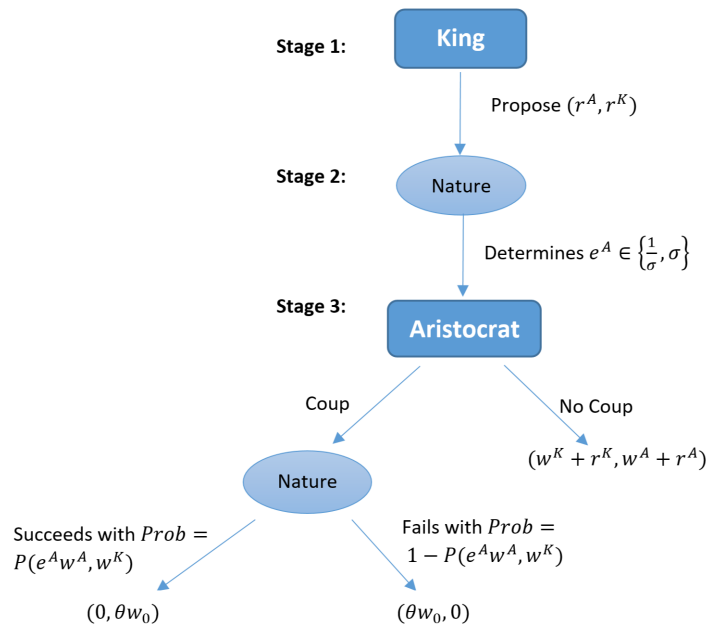 Stage 1:
King
Propose (r^A, r^K)
Stage 2:
Nature
Determines e^A ∈ {1/σ, σ}
Stage 3:
Aristocrat
Coup
No Coup
(w^K + r^K, w^A + r^A)
Nature
Succeeds with Prob =
P(e^A w^A, w^K)
Fails with Prob =
1 − P(e^A w^A, w^K)
(0, θw_0)
(θw_0, 0)